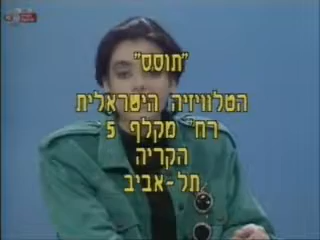 "תוסס"
הטלוויזיה הישראלית
רח' מקלף 5
הקריה
תל-אביב